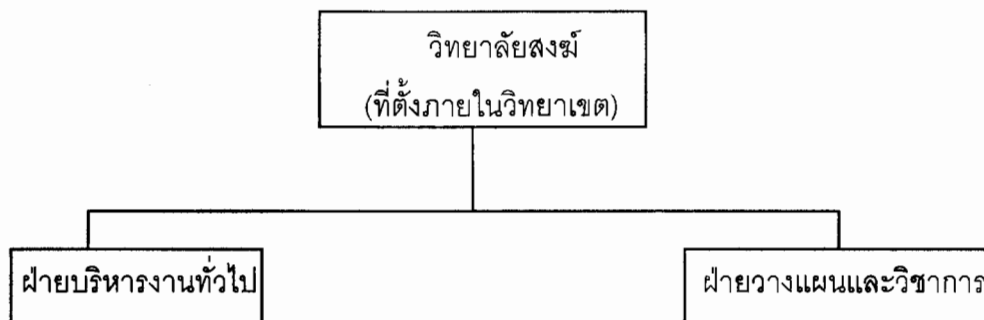 วิทยาลัยสงฆ์
(ที่ตั้งภายในวิทยาเขต)
ฝ่ายบริหารงานทั่วไป
ฝ่ายวางแผนและวิชาการ